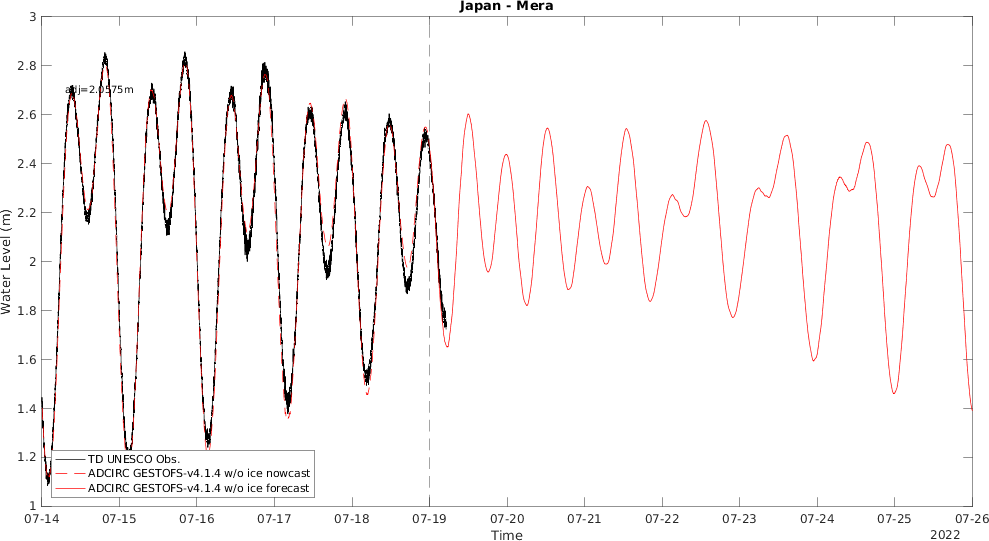 Japan - Mera
3
2.8
2.6
2.4
2.2
2
1.8
1.6
1.4
1.2
1
Water Level (m)
adj=2.0575m
TD UNESCO Obs.
ADCIRC GESTOFS-v4.1.4 w/o ice nowcast
ADCIRC GESTOFS-v4.1.4 w/o ice forecast
07-14 07-15 07-16 07-17 07-18 07-19 07-20 07-21 07-22 07-23 07-24 07-25 07-26
Time
2022